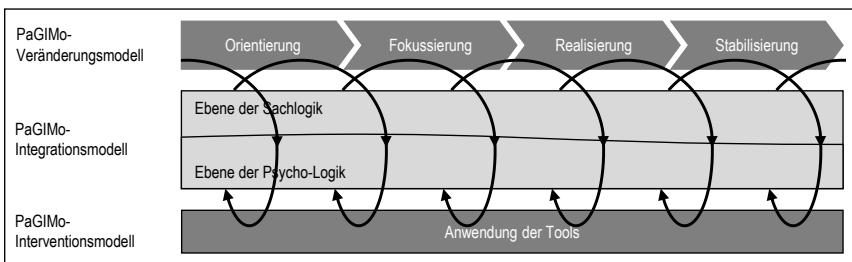 PaGIMo-
Veränderungsmodell
Orientierung
Fokussierung
Realisierung
Stabilisierung
PaGIMo-
Integrationsmodell
Ebene der Sachlogik
Ebene der Psycho-Logik
PaGIMo-
Interventionsmodell
Anwendung der Tools